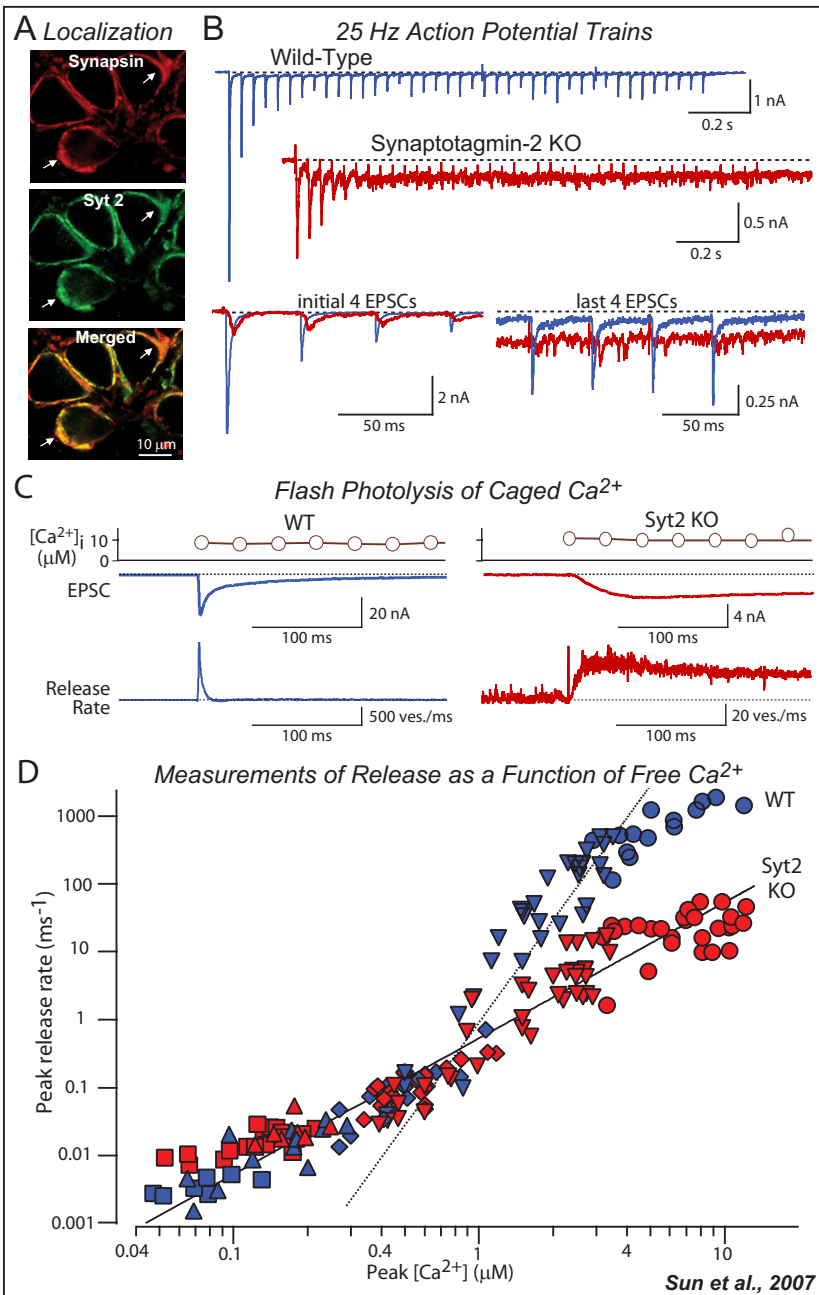 A Localization
Synapsin
Syt 2
Merged
10 µm
B 25 Hz Action Potential Trains
Wild-Type
1 nA
0.2 s
Synaptotagmin-2 KO
0.5 nA
0.2 s
initial 4 EPSCs
last 4 EPSCs
2 nA
50 ms
0.25 nA
50 ms
C Flash Photolysis of Caged Ca2+
WT
Syt2 KO
[Ca2+]i
(µM)
10
0
EPSC
20 nA
100 ms
4 nA
100 ms
Release
Rate
500 ves./ms
100 ms
20 ves./ms
100 ms
D Measurements of Release as a Function of Free Ca2+
WT
Syt2
KO
Peak release rate (ms-1)
1000
100
10
1
0.1
0.01
0.001
0.04 0.1 0.4 1 4 10
Peak [Ca2+] (µM)
Sun et al., 2007